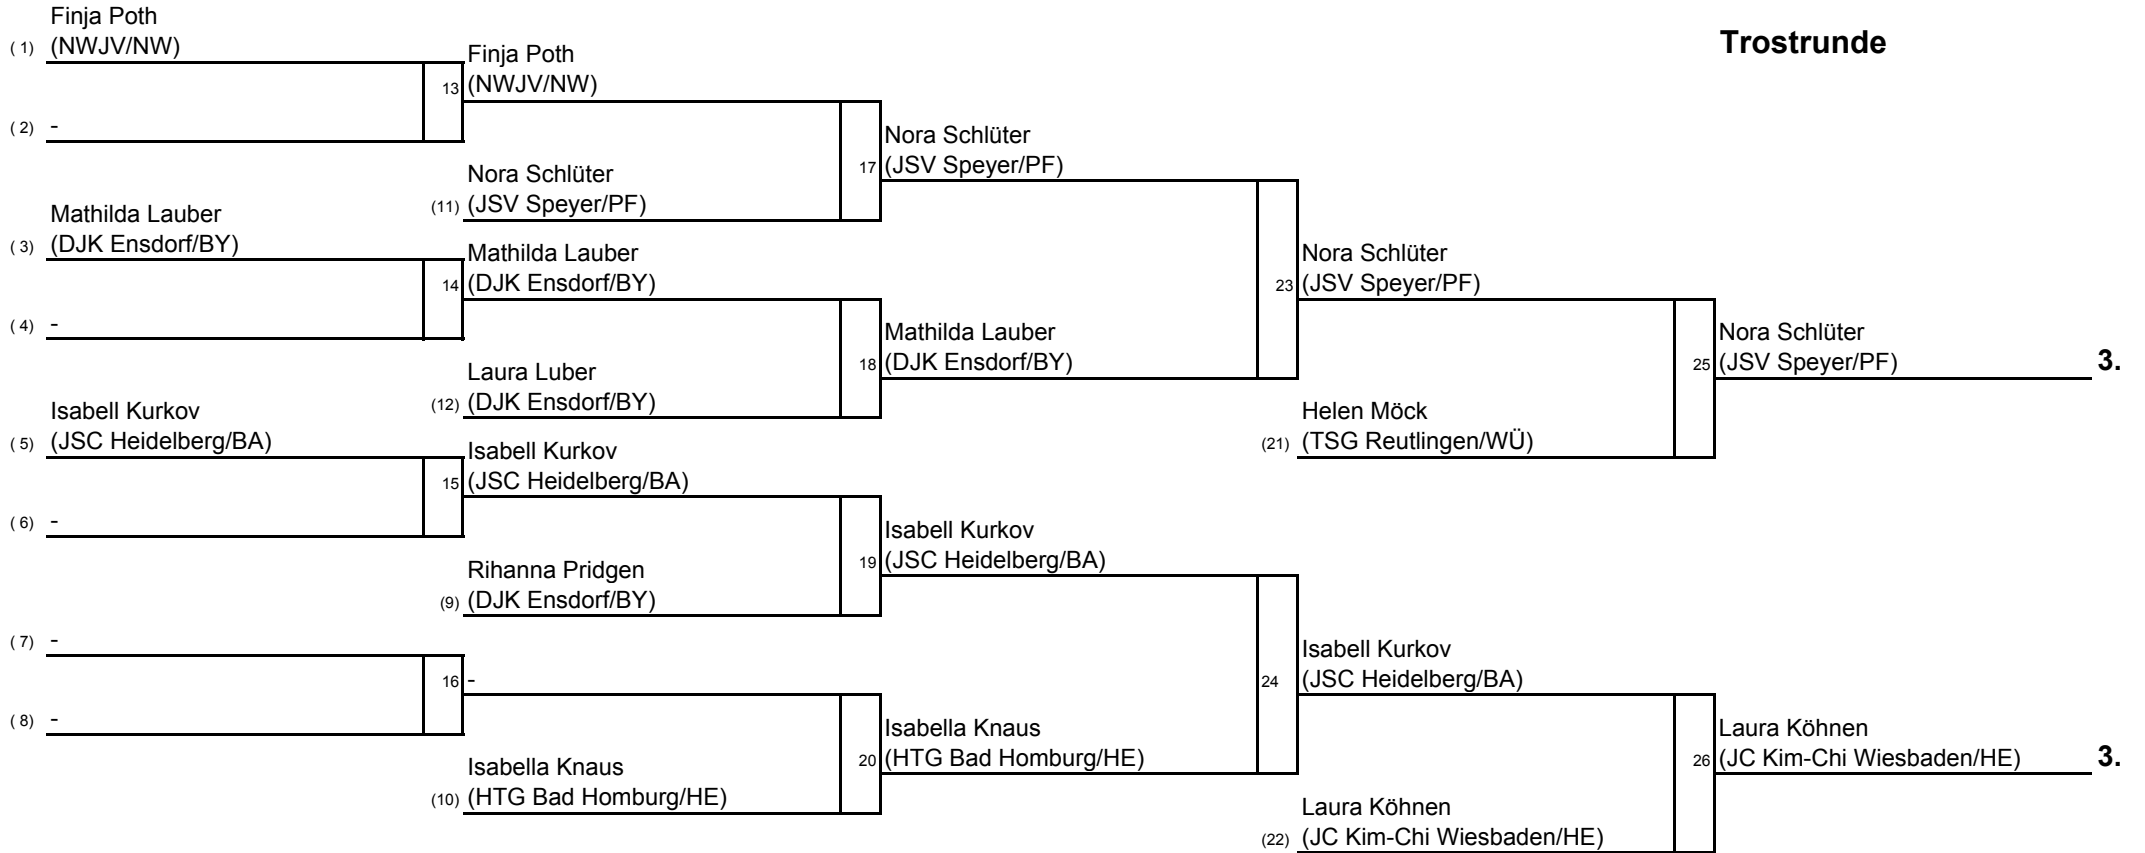 Trostrunde
Finja Poth
( 1) (NWJV/NW)
( 2) -
Mathilda Lauber
( 3) (DJK Ensdorf/BY)
( 4) -
Isabell Kurkov
( 5) (JSC Heidelberg/BA)
( 6) -
( 7) -
( 8) -
Finja Poth
13 (NWJV/NW)
Nora Schlüter
(11) (JSV Speyer/PF)
Mathilda Lauber
14 (DJK Ensdorf/BY)
Laura Luber
(12) (DJK Ensdorf/BY)
Isabell Kurkov
15 (JSC Heidelberg/BA)
Rihanna Pridgen
(9) (DJK Ensdorf/BY)
16 -
Isabella Knaus
(10) (HTG Bad Homburg/HE)
Nora Schlüter
17 (JSV Speyer/PF)
Mathilda Lauber
18 (DJK Ensdorf/BY)
Isabell Kurkov
19 (JSC Heidelberg/BA)
Isabella Knaus
20 (HTG Bad Homburg/HE)
Nora Schlüter
23 (JSV Speyer/PF)
Helen Möck
(21) (TSG Reutlingen/WÜ)
Isabell Kurkov
24 (JSC Heidelberg/BA)
Laura Köhnen
(22) (JC Kim-Chi Wiesbaden/HE)
Nora Schlüter
25 (JSV Speyer/PF) 3.
Laura Köhnen
26 (JC Kim-Chi Wiesbaden/HE) 3.